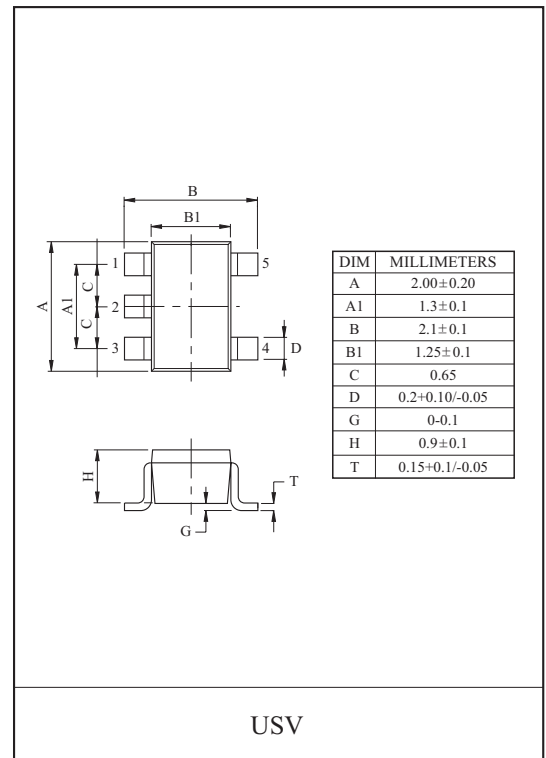 B
B1
1
5
C
A1
A
2
C
3
4
D
H
T
G
DIM MILLIMETERS
A 2.00±0.20
A1 1.3±0.1
B 2.1±0.1
B1 1.25±0.1
C 0.65
D 0.2+0.10/-0.05
G 0-0.1
H 0.9±0.1
T 0.15+0.1/-0.05
USV